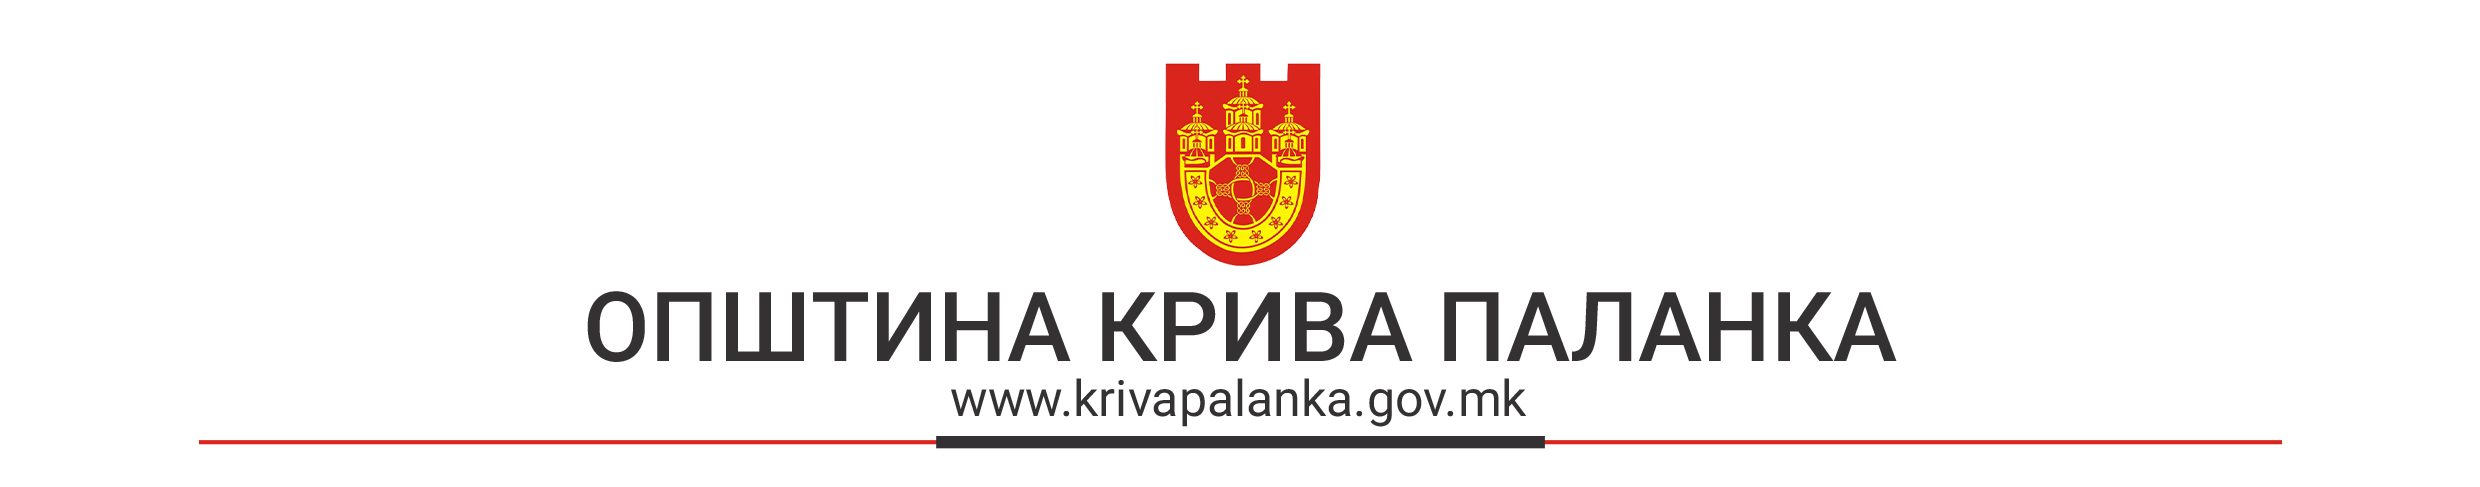 ОПШТИНА КРИВА ПАЛАНКА
www.krivapalanka.gov.mk